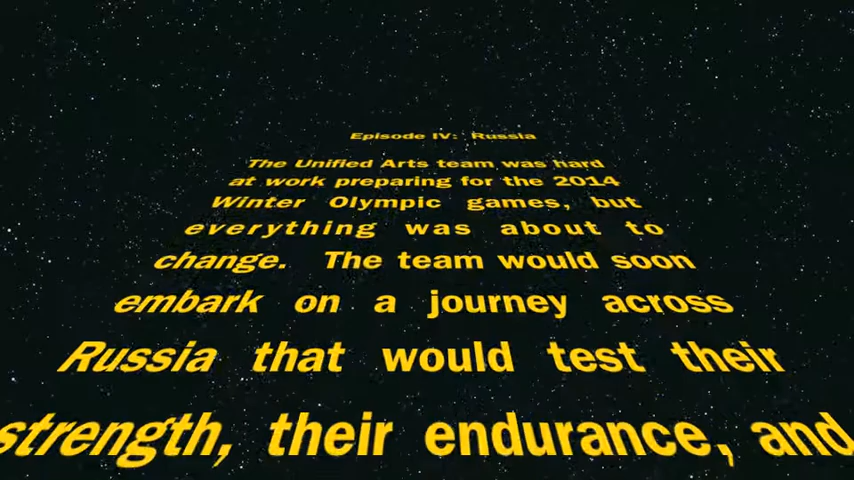 Episode IV: Russia
The Unified Arts team was hard
at work preparing for the 2014
Winter Olympic games, but
everything was about to
change. The team would soon
embark on a journey across
Russia that would test their
strength, their endurance, and